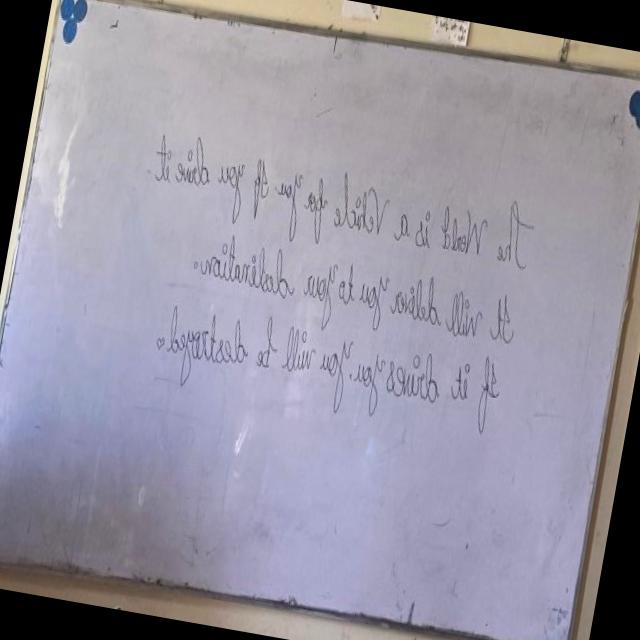 The World is a Vehicle for you If you drive it.
It will deliver you to your destination.
If it drives you, you will be destroyed.